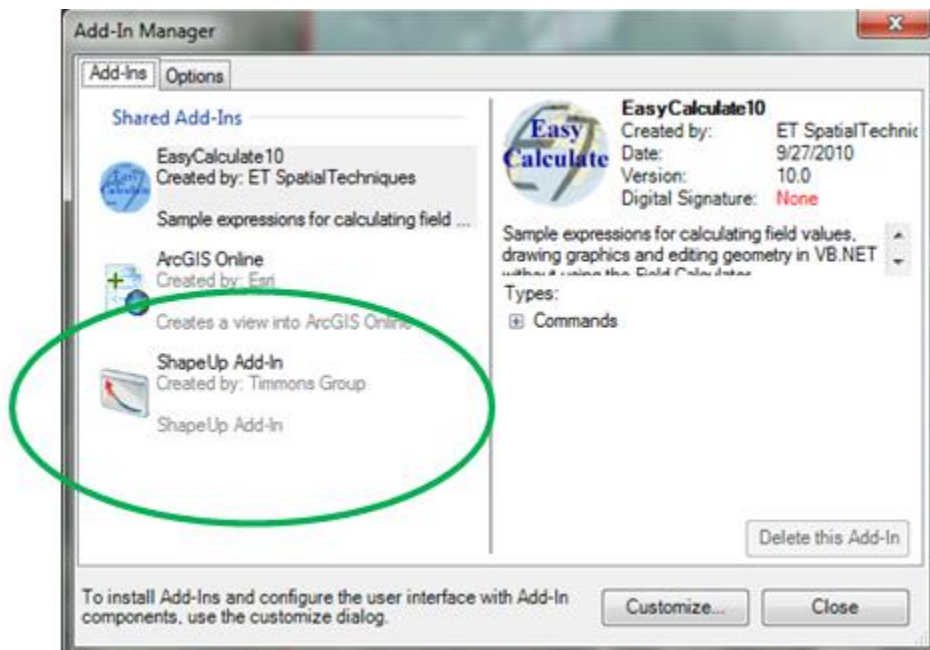 Add-In Manager
Add-Ins
Options
Shared Add-Ins
EasyCalculate10
Created by: ET SpatialTechniques
Sample expressions for calculating field ...
ArcGIS Online
Created by: Esri
Creates a view into ArcGIS Online
ShapeUp Add-In
Created by: Timmons Group
ShapeUp Add-In
Easy
Calculate
EasyCalculate10
Created by: ET SpatialTechnic
Date: 9/27/2010
Version: 10.0
Digital Signature: None
Sample expressions for calculating field values,
drawing graphics and editing geometry in VB.NET
without using the Field Calculator
Types:
Commands
Delete this Add-In
To install Add-Ins and configure the user interface with Add-In
components, use the customize dialog.
Customize...
Close